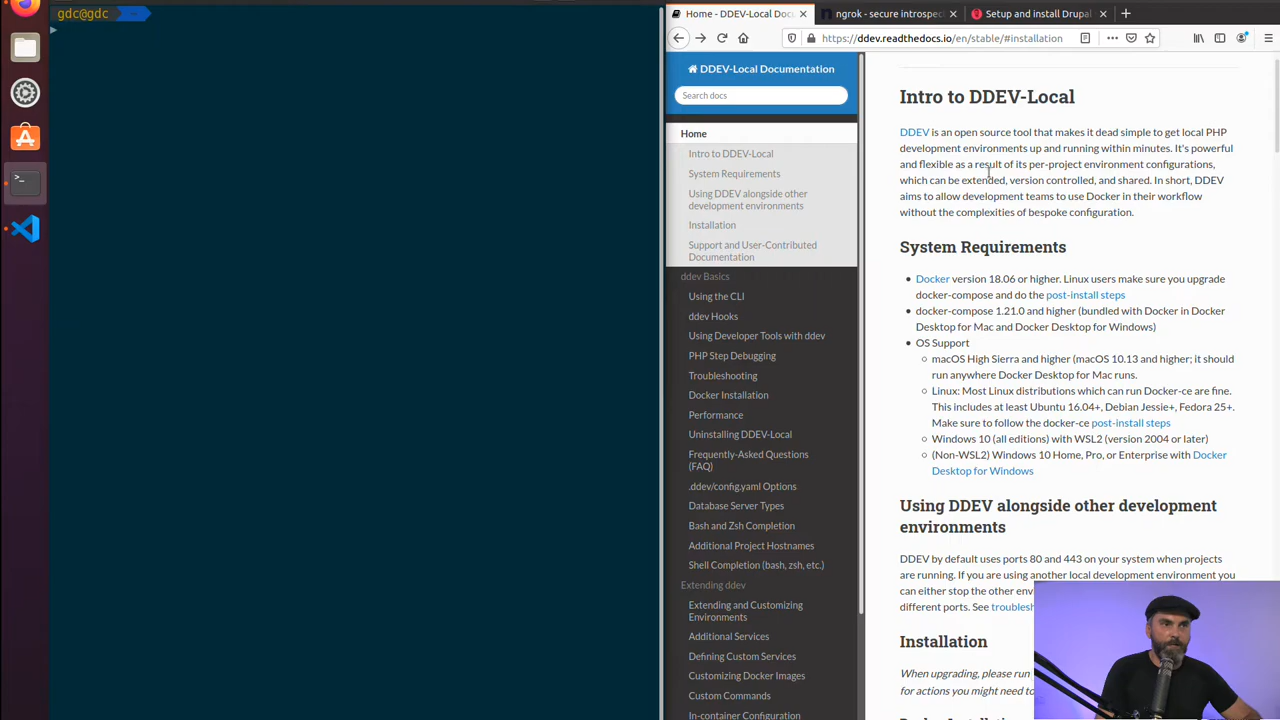 gdc@gdc ~
Home - DDEV-Local Doc
ngrok - secure introspec
Setup and install Drupal
https://ddev.readthedocs.io/en/stable/#installation
DDEV-Local Documentation
Search docs
Home
Intro to DDEV-Local
System Requirements
Using DDEV alongside other
development environments
Installation
Support and User-Contributed
Documentation
ddev Basics
Using the CLI
ddev Hooks
Using Developer Tools with ddev
PHP Step Debugging
Troubleshooting
Docker Installation
Performance
Uninstalling DDEV-Local
Frequently-Asked Questions
(FAQ)
.ddev/config.yaml Options
Database Server Types
Bash and Zsh Completion
Additional Project Hostnames
Shell Completion (bash, zsh, etc.)
Extending ddev
Extending and Customizing
Environments
Additional Services
Defining Custom Services
Customizing Docker Images
Custom Commands
In-container Configuration
Intro to DDEV-Local
DDEV is an open source tool that makes it dead simple to get local PHP
development environments up and running within minutes. It's powerful
and flexible as a result of its per-project environment configurations,
which can be extended, version controlled, and shared. In short, DDEV
aims to allow development teams to use Docker in their workflow
without the complexities of bespoke configuration.
System Requirements
Docker version 18.06 or higher. Linux users make sure you upgrade
docker-compose and do the post-install steps
docker-compose 1.21.0 and higher (bundled with Docker in Docker
Desktop for Mac and Docker Desktop for Windows)
OS Support
macOS High Sierra and higher (macOS 10.13 and higher; it should
run anywhere Docker Desktop for Mac runs.
Linux: Most Linux distributions which can run Docker-ce are fine.
This includes at least Ubuntu 16.04+, Debian Jessie+, Fedora 25+.
Make sure to follow the docker-ce post-install steps
Windows 10 (all editions) with WSL2 (version 2004 or later)
(Non-WSL2) Windows 10 Home, Pro, or Enterprise with Docker
Desktop for Windows
Using DDEV alongside other development
environments
DDEV by default uses ports 80 and 443 on your system when projects
are running. If you are using another local development environment you
can either stop the other env
different ports. See troublesh
Installation
When upgrading, please run
for actions you might need to